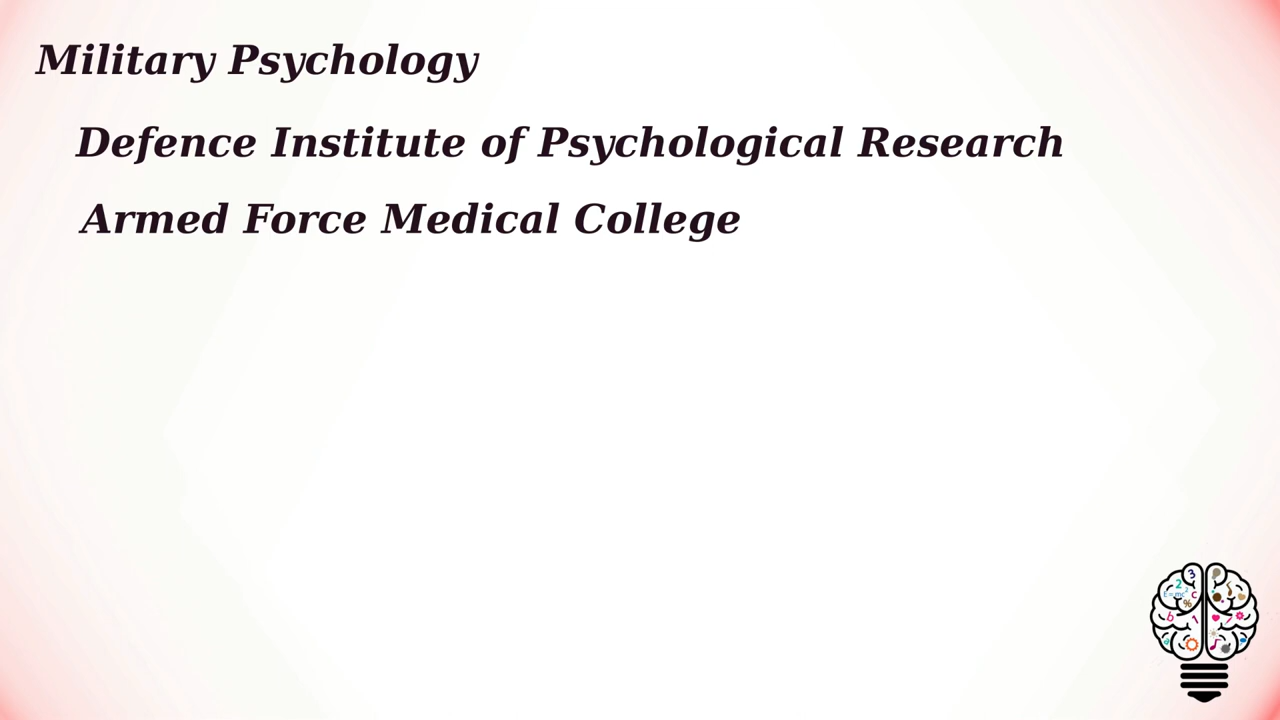 Military Psychology
Defence Institute of Psychological Research
Armed Force Medical College